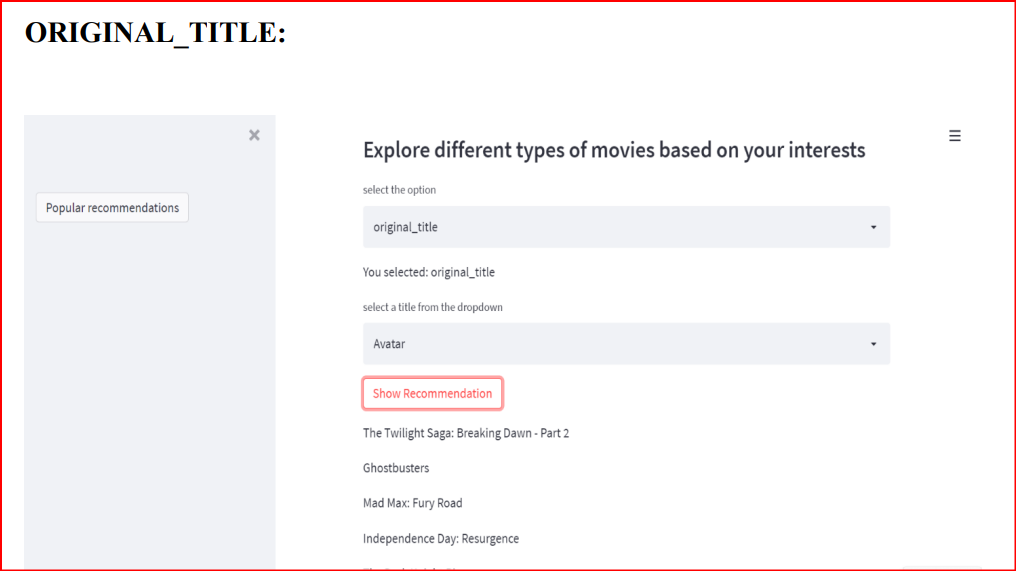 ORIGINAL_TITLE:
Popular recommendations
Explore different types of movies based on your interests
select the option
original_title
You selected: original_title
select a title from the dropdown
Avatar
Show Recommendation
The Twilight Saga: Breaking Dawn - Part 2
Ghostbusters
Mad Max: Fury Road
Independence Day: Resurgence